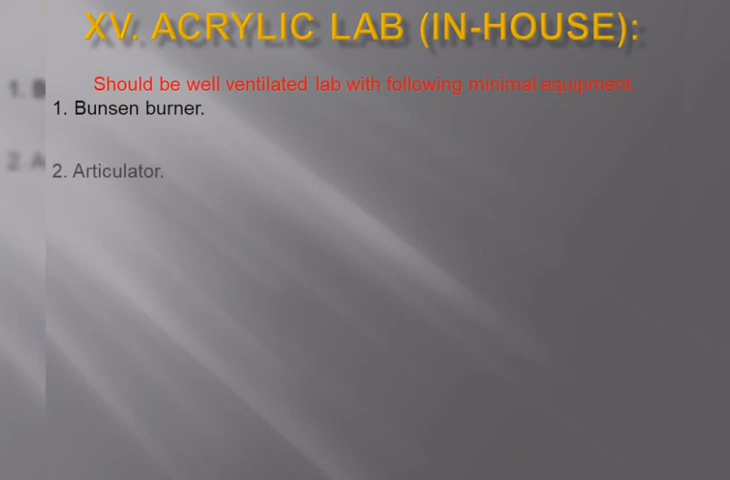 XV. ACRYLIC LAB (IN-HOUSE):
Should be well ventilated lab with following minimal equipment.
1. Bunsen burner.
2. Articulator.